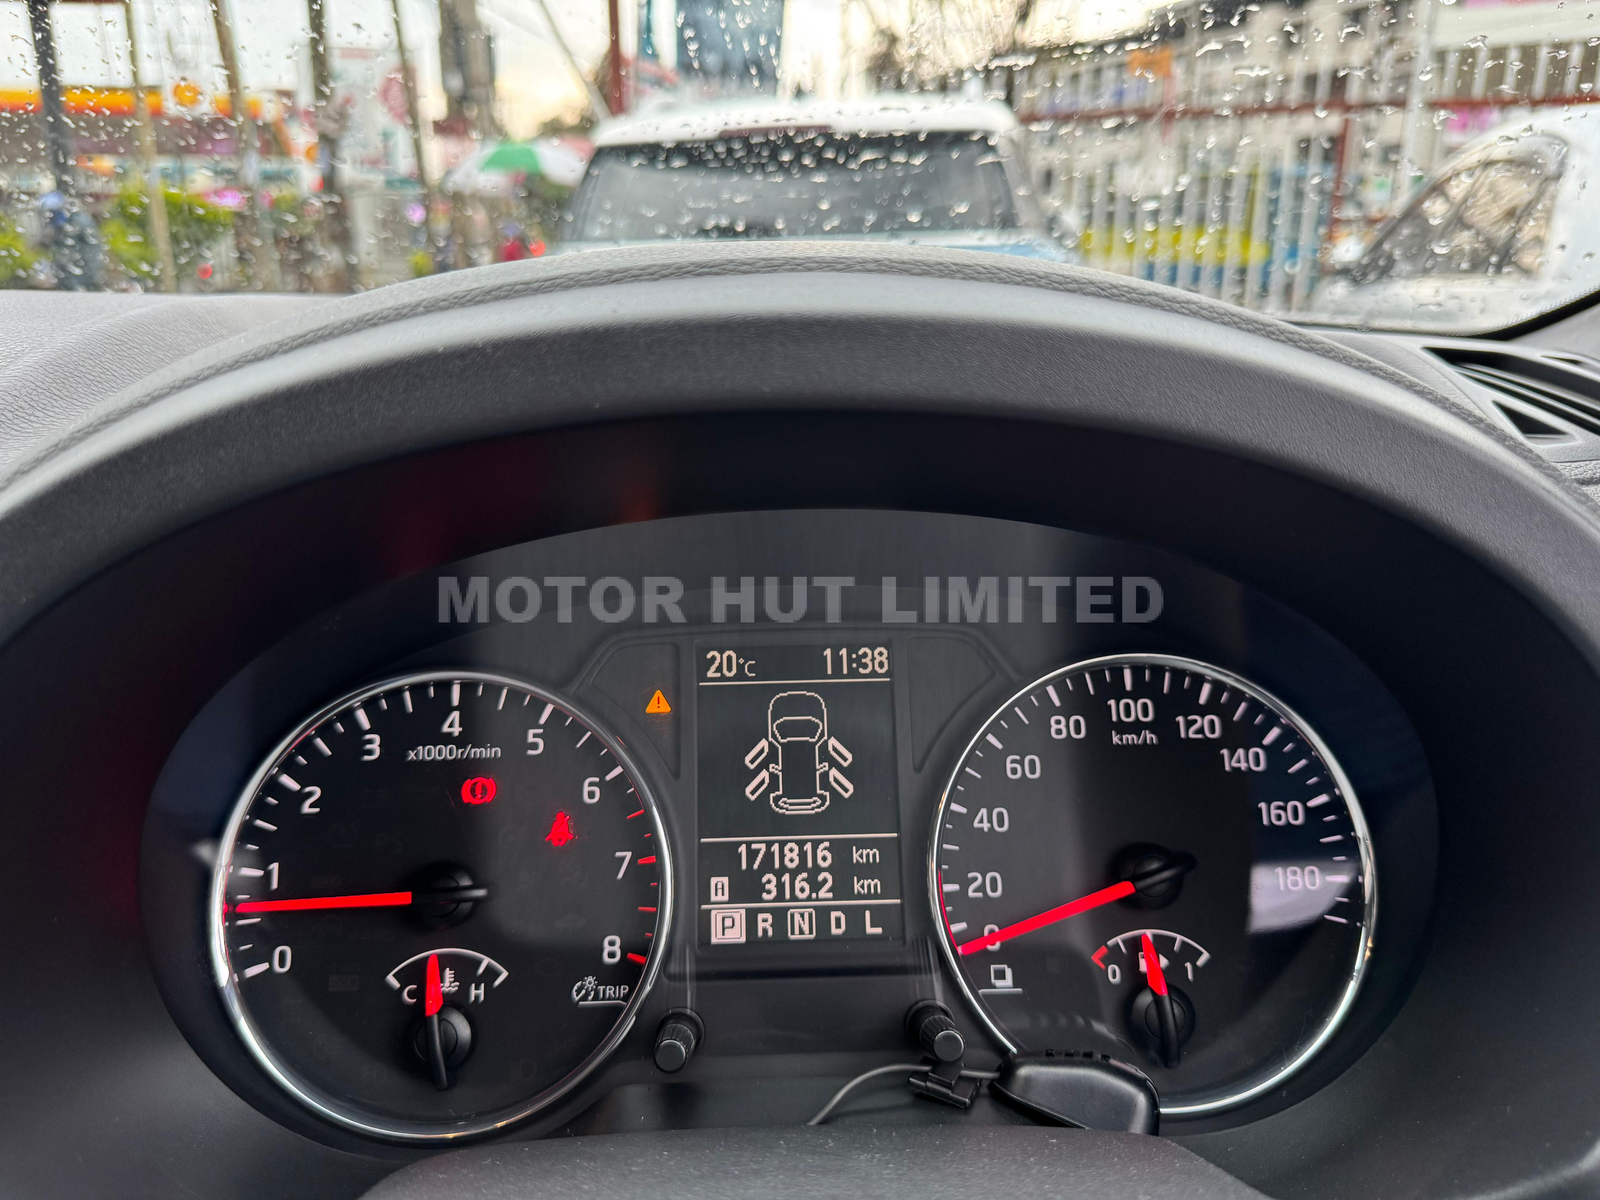 MOTOR HUT LIMITED
20°C 11:38
171816 km
A 316.2 km
P R N D L
0 1 2 3 4 5 6 7 8
x1000r/min
C H
TRIP
0 20 40 60 80 100 120 140 160 180
km/h
0 1